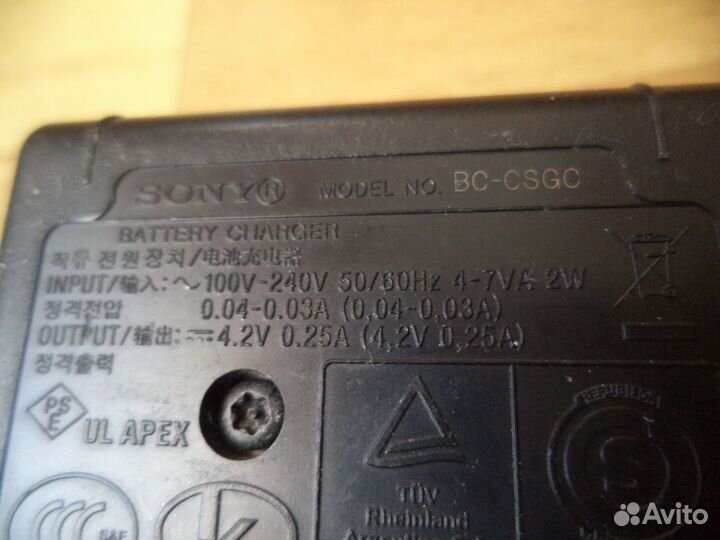 SONY® MODEL NO. BC-CSGC
BATTERY CHARGER
직류 전원장치/电池充电器
INPUT/输入: ~ 100V-240V 50/60Hz 4-7VA 2W
정격전압 0.04-0.03A (0,04-0,03A)
OUTPUT/输出: ⎓ 4.2V 0.25A (4,2V 0,25A)
정격출력
PS
E
UL APEX
CCC
S&E
K
TÜV
Rheinland
REPUBLICA
S
Avito